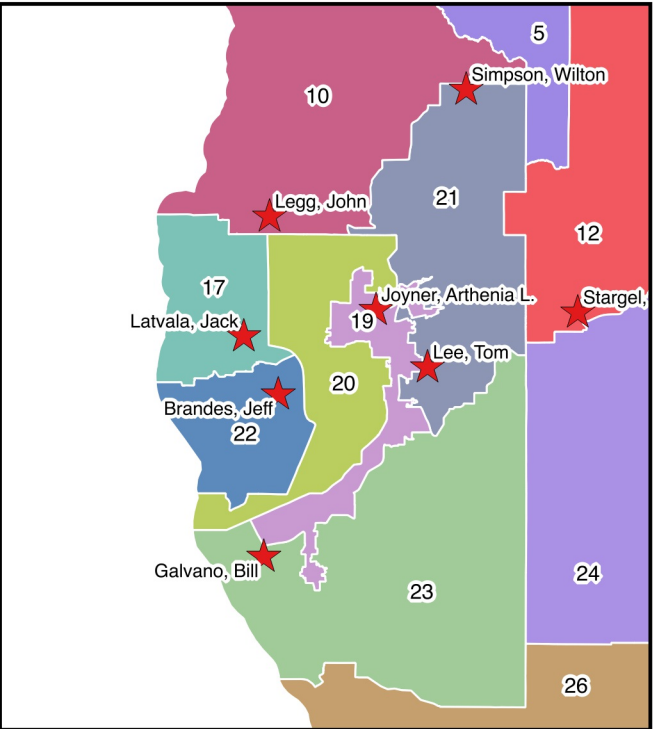 5
Simpson, Wilton
10
Legg, John
21
12
17
Joyner, Arthenia L.
Stargel,
Latvala, Jack
19
Lee, Tom
20
Brandes, Jeff
22
Galvano, Bill
24
23
26